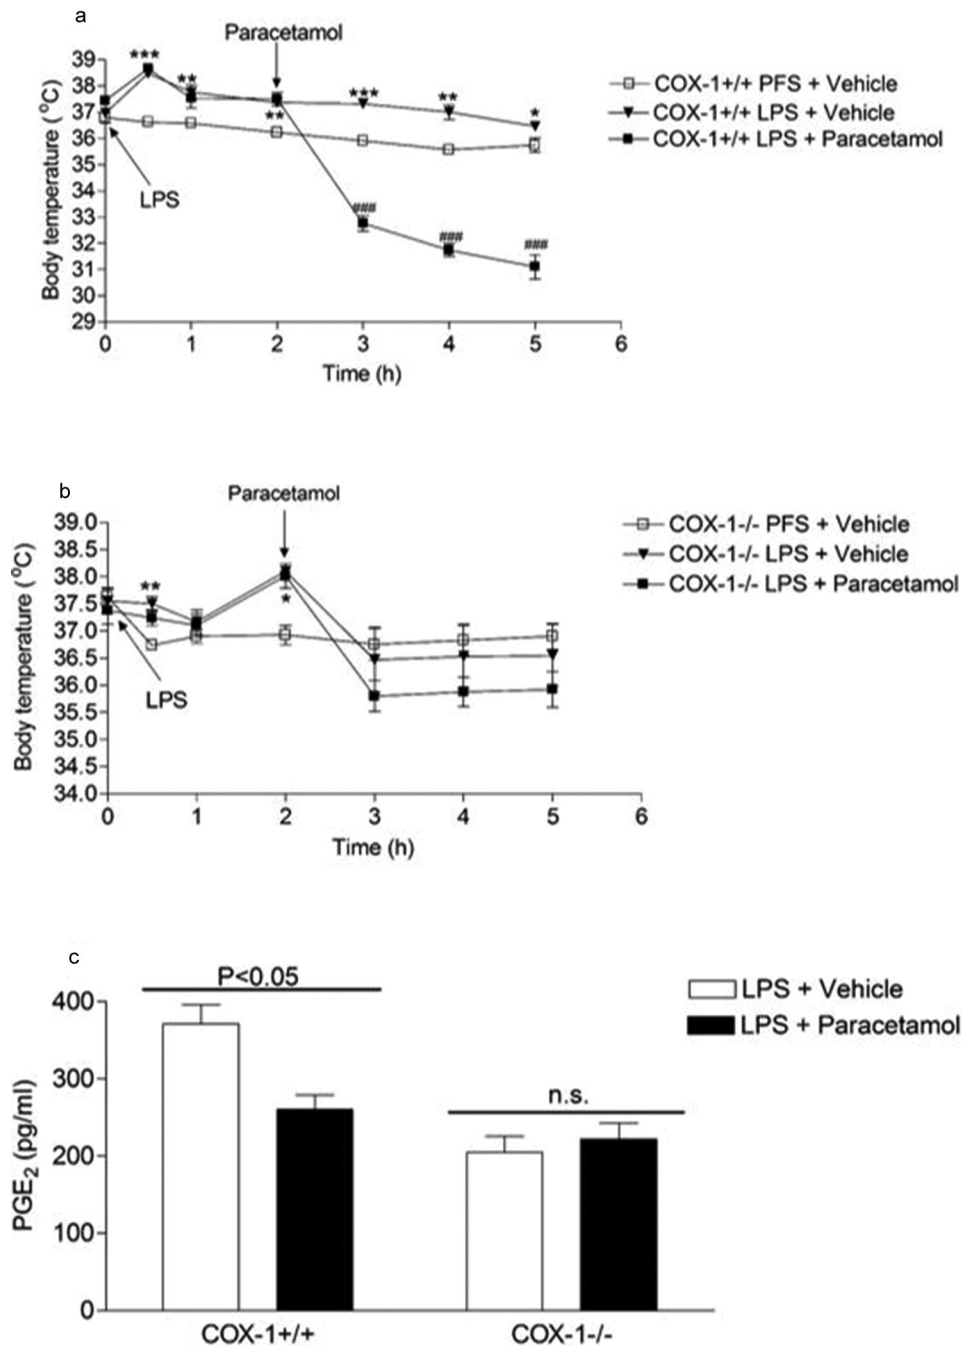 a
Paracetamol
39
38
37
36
35
34
33
32
31
30
29
Body temperature ( °C)
***
**
**
***
**
*
###
###
###
LPS
0 1 2 3 4 5 6
Time (h)
COX-1+/+ PFS + Vehicle
COX-1+/+ LPS + Vehicle
COX-1+/+ LPS + Paracetamol
b
Paracetamol
39.0
38.5
38.0
37.5
37.0
36.5
36.0
35.5
35.0
34.5
34.0
Body temperature ( °C)
**
*
LPS
0 1 2 3 4 5 6
Time (h)
COX-1-/- PFS + Vehicle
COX-1-/- LPS + Vehicle
COX-1-/- LPS + Paracetamol
c
P<0.05
n.s.
400
300
200
100
0
PGE₂ (pg/ml)
COX-1+/+ COX-1-/-
LPS + Vehicle
LPS + Paracetamol